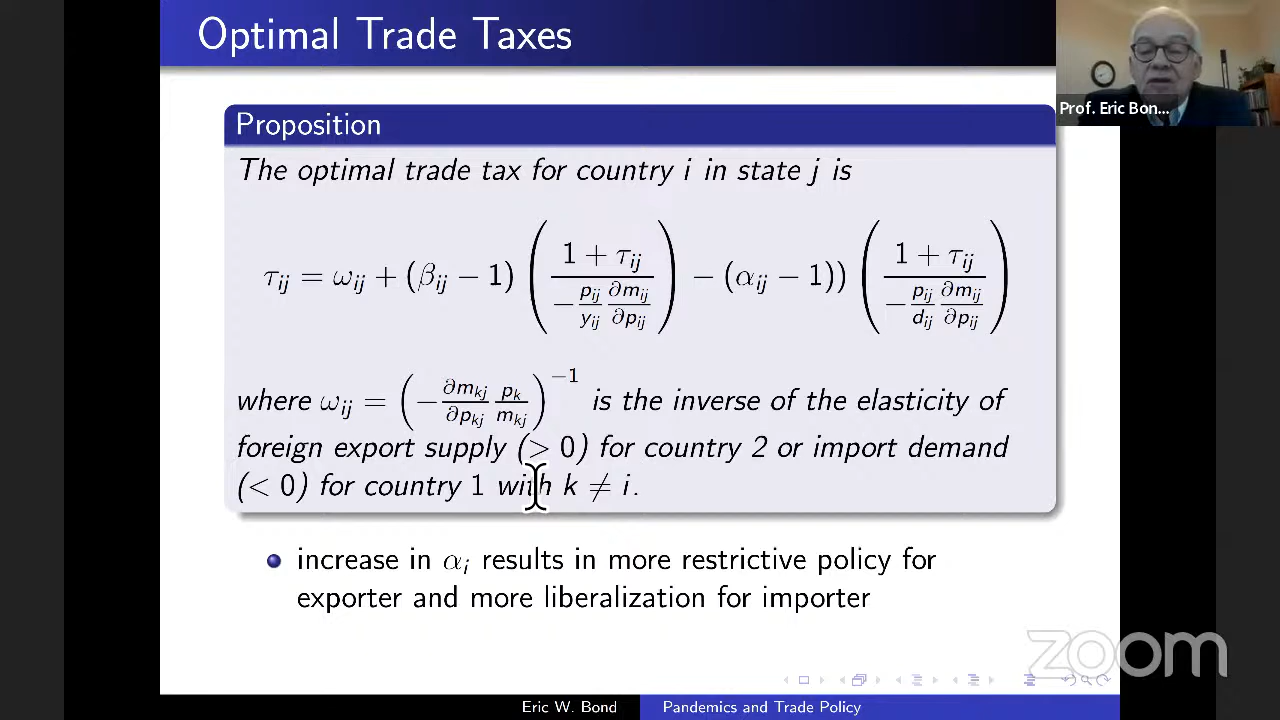 Optimal Trade Taxes
Prof. Eric Bon...
Proposition
The optimal trade tax for country i in state j is
τ_ij = ω_ij + (β_ij − 1) ( (1 + τ_ij) / (− (p_ij / y_ij) (∂m_ij / ∂p_ij)) ) − (α_ij − 1)) ( (1 + τ_ij) / (− (p_ij / d_ij) (∂m_ij / ∂p_ij)) )
where ω_ij = ( − (∂m_kj / ∂p_kj) (p_k / m_kj) )^−1 is the inverse of the elasticity of
foreign export supply (> 0) for country 2 or import demand
(< 0) for country 1 with k ≠ i.
increase in α_i results in more restrictive policy for
exporter and more liberalization for importer
zoom
Eric W. Bond Pandemics and Trade Policy